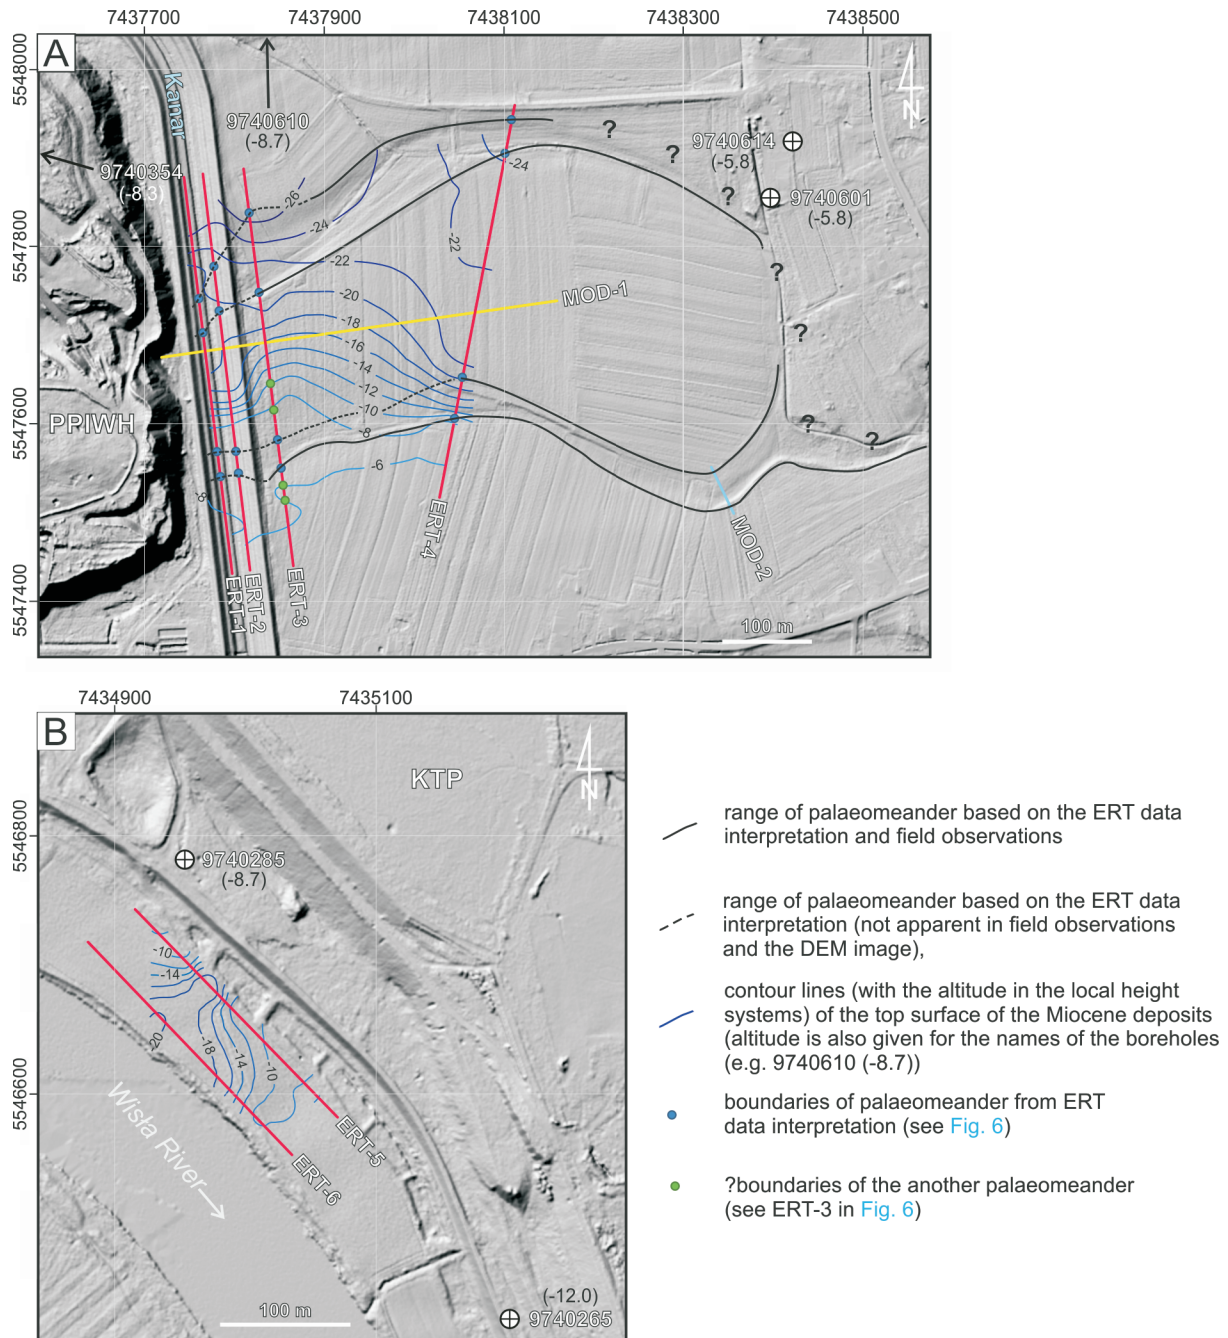 7437700 7437900 7438100 7438300 7438500
A
5548000
5547800
5547600
5547400
Kanar
N
9740610
(-8.7)
9740354
(-8.3)
9740614
(-5.8
9740601
(-5.8)
?
?
?
?
?
?
?
-26
-24
-24
-22
-22
-20
-18
-16
-14
-12
-10
-8
-6
-8
MOD-1
MOD-2
PPIWH
ERT-1
ERT-2
ERT-3
ERT-4
100 m
7434900 7435100
B
5546800
5546600
KTP
N
9740285
(-8.7)
-10
-14
-20
-18
-14
-10
Wisła River
ERT-5
ERT-6
100 m
(-12.0)
9740265
range of palaeomeander based on the ERT data
interpretation and field observations
range of palaeomeander based on the ERT data
interpretation (not apparent in field observations
and the DEM image),
contour lines (with the altitude in the local height
systems) of the top surface of the Miocene deposits
(altitude is also given for the names of the boreholes
(e.g. 9740610 (-8.7))
boundaries of palaeomeander from ERT
data interpretation (see Fig. 6)
?boundaries of the another palaeomeander
(see ERT-3 in Fig. 6)